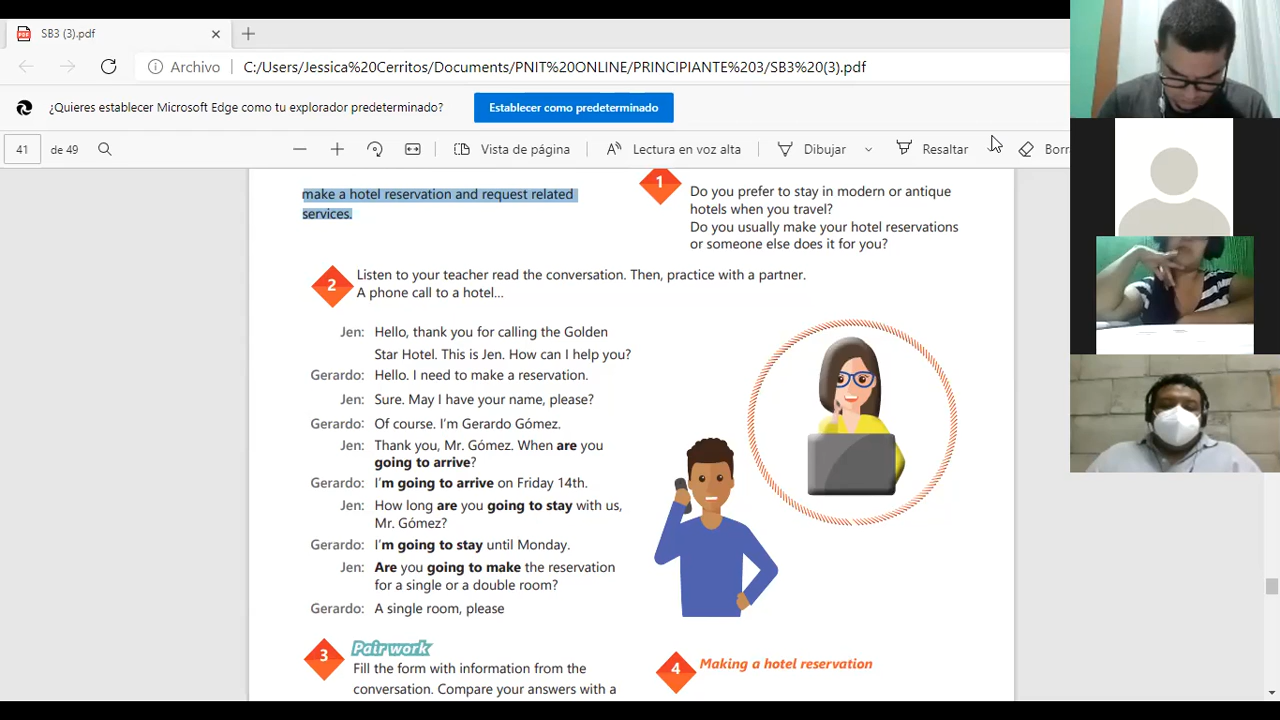 SB3 (3).pdf
Archivo C:/Users/Jessica%20Cerritos/Documents/PNIT%20ONLINE/PRINCIPIANTE%203/SB3%20(3).pdf
¿Quieres establecer Microsoft Edge como tu explorador predeterminado? Establecer como predeterminado
41 de 49 Vista de página Lectura en voz alta Dibujar Resaltar Borr
make a hotel reservation and request related
services.
1
Do you prefer to stay in modern or antique
hotels when you travel?
Do you usually make your hotel reservations
or someone else does it for you?
2 Listen to your teacher read the conversation. Then, practice with a partner.
A phone call to a hotel...
Jen: Hello, thank you for calling the Golden
Star Hotel. This is Jen. How can I help you?
Gerardo: Hello. I need to make a reservation.
Jen: Sure. May I have your name, please?
Gerardo: Of course. I'm Gerardo Gómez.
Jen: Thank you, Mr. Gómez. When are you
going to arrive?
Gerardo: I'm going to arrive on Friday 14th.
Jen: How long are you going to stay with us,
Mr. Gómez?
Gerardo: I'm going to stay until Monday.
Jen: Are you going to make the reservation
for a single or a double room?
Gerardo: A single room, please
3 Pair work
Fill the form with information from the
conversation. Compare your answers with a
4 Making a hotel reservation